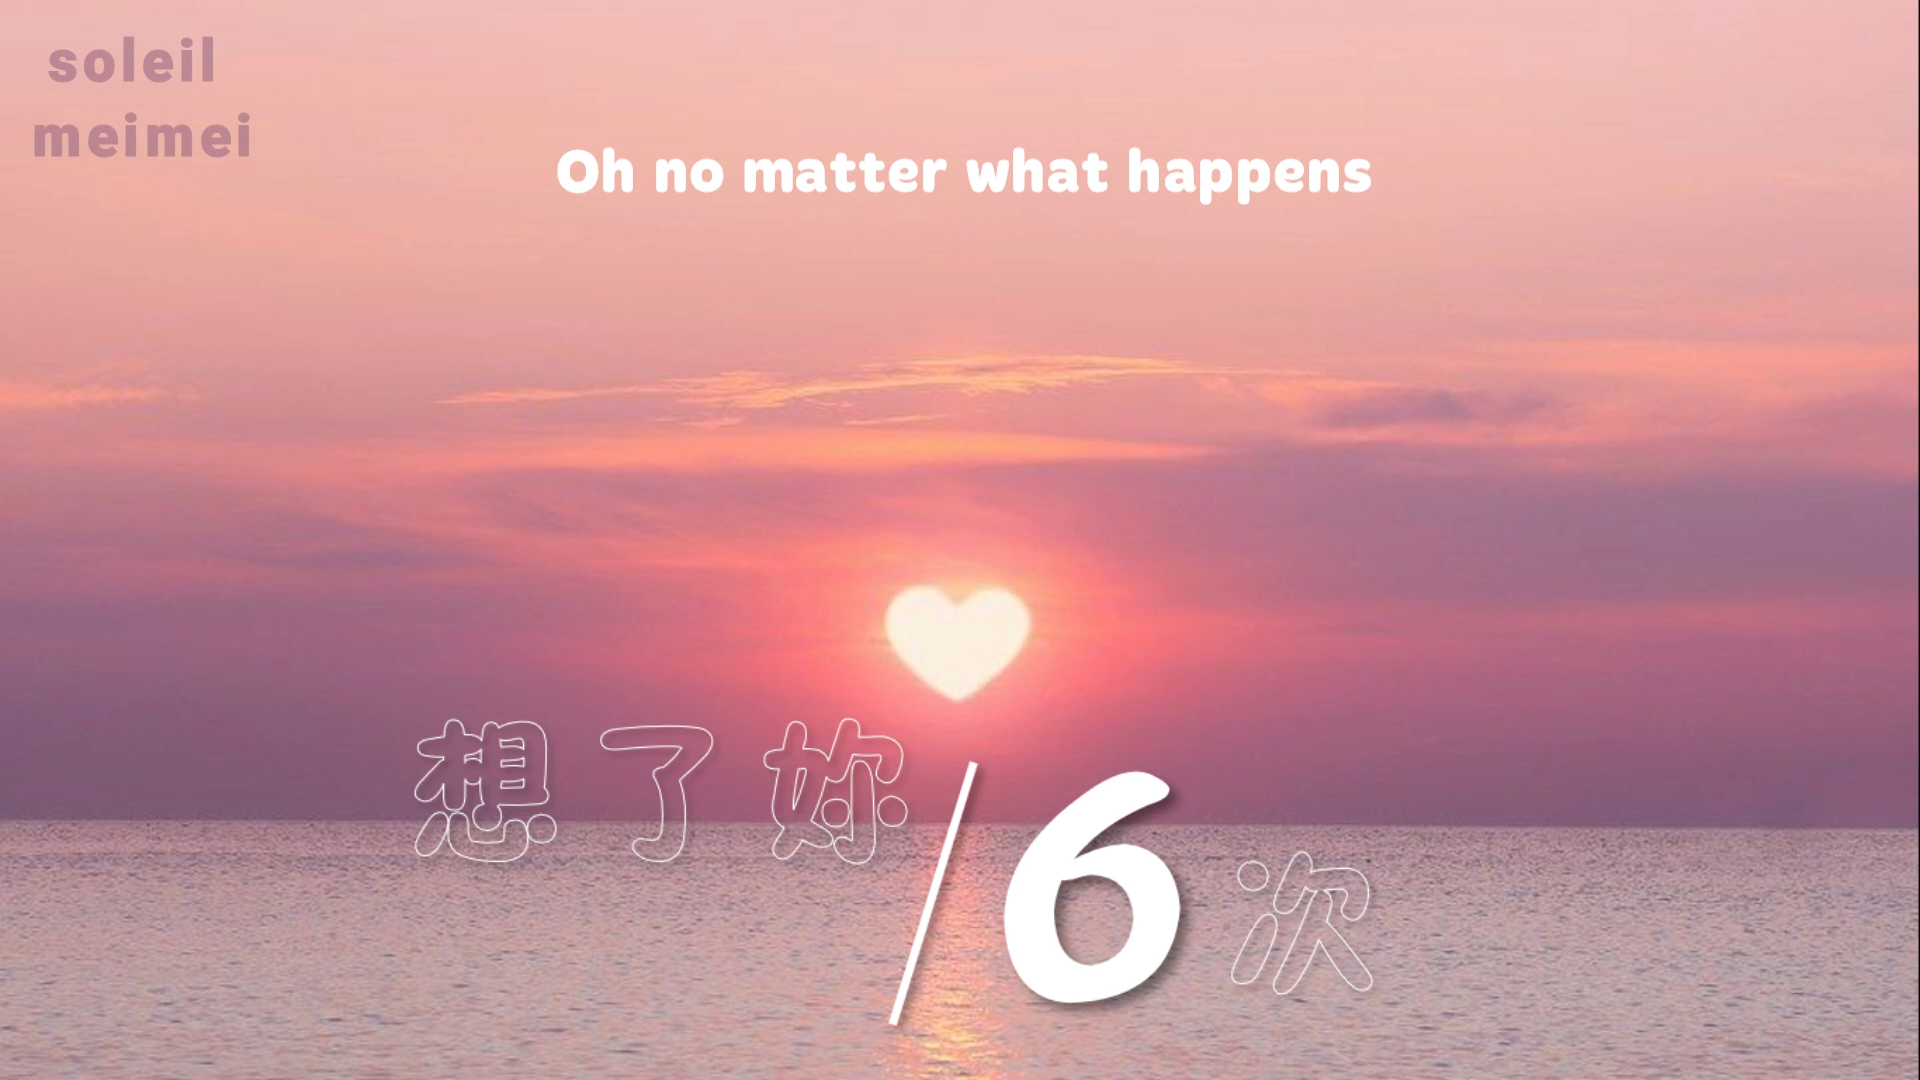 soleil
meimei
Oh no matter what happens
想了妳/6次